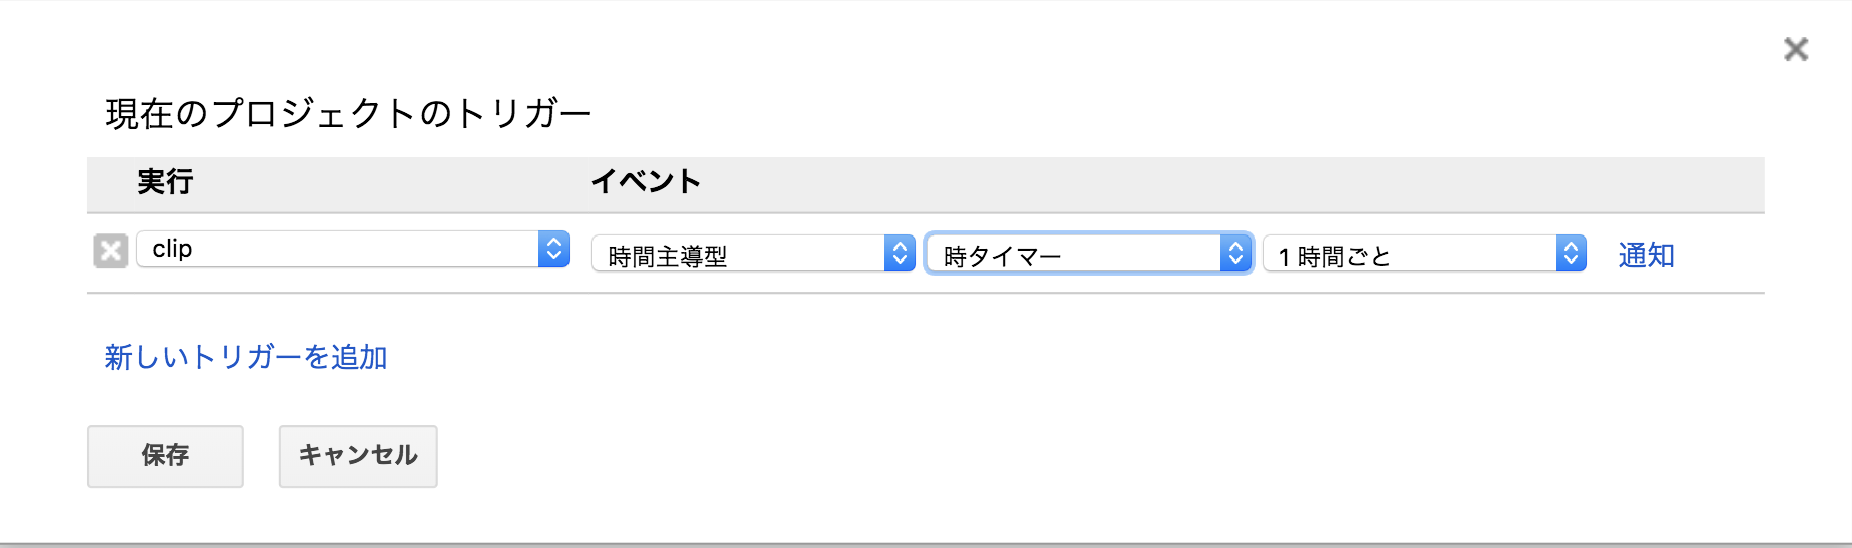 現在のプロジェクトのトリガー
実行 イベント
clip 時間主導型 時タイマー 1 時間ごと 通知
新しいトリガーを追加
保存 キャンセル